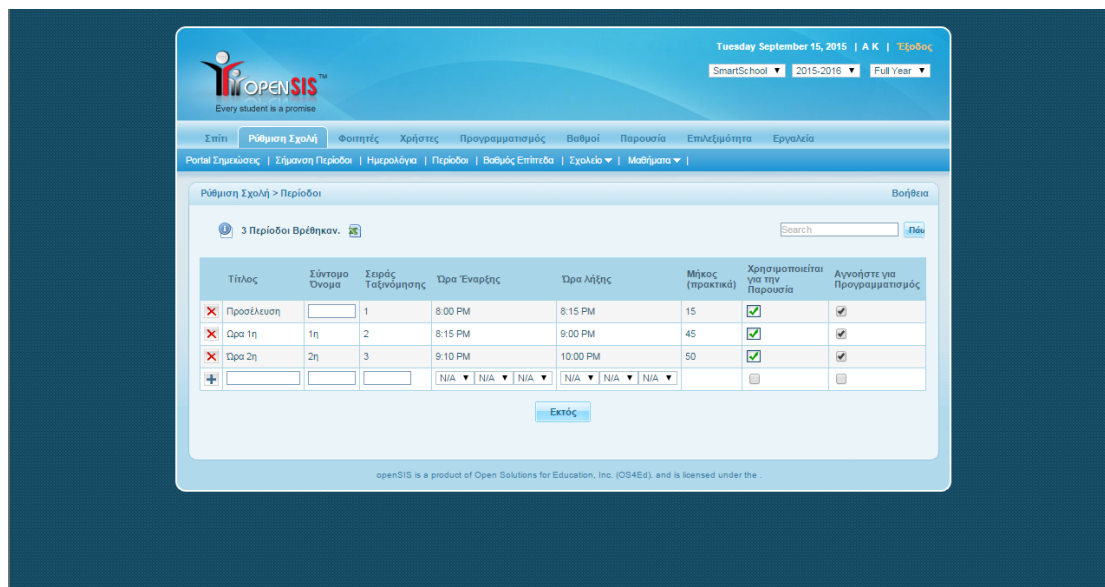 Tuesday September 15, 2015 | A K | Έξοδος
SmartSchool 2015-2016 Full Year
OPENSIS™
Every student is a promise
Σπίτι Ρύθμιση Σχολή Φοιτητές Χρήστες Προγραμματισμός Βαθμοί Παρουσία Επιλεξιμότητα Εργαλεία
Portal Σημειώσεις | Σήμανση Περίοδοι | Ημερολόγια | Περίοδοι | Βαθμός Επίπεδα | Σχολείο | Μαθήματα |
Ρύθμιση Σχολή > Περίοδοι Βοήθεια
3 Περίοδοι Βρέθηκαν. Search Πάυ
Τίτλος Σύντομο Όνομα Σειράς Ταξινόμησης Ώρα Έναρξης Ώρα Λήξης Μήκος (πρακτικά) Χρησιμοποιείται για την Παρουσία Αγνοήστε για Προγραμματισμός
Προσέλευση 1 8:00 PM 8:15 PM 15
Ωρα 1η 1η 2 8:15 PM 9:00 PM 45
Ώρα 2η 2η 3 9:10 PM 10:00 PM 50
N/A N/A N/A N/A N/A N/A
Εκτός
openSIS is a product of Open Solutions for Education, Inc. (OS4Ed). and is licensed under the .